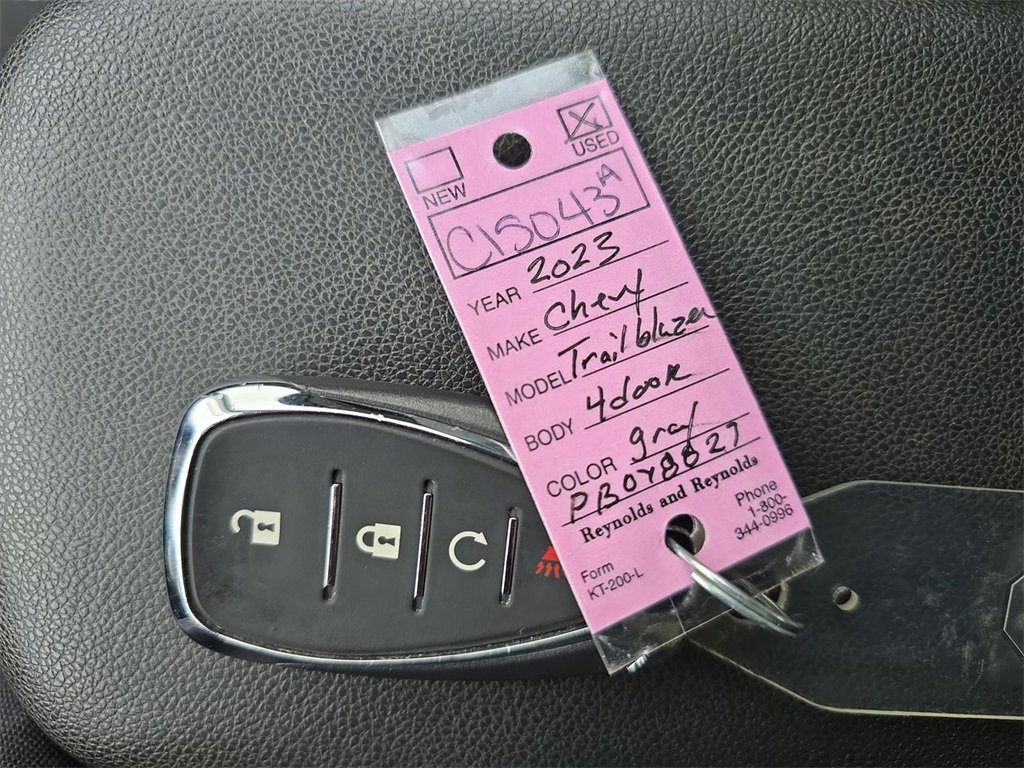 NEW
USED
C15043A
YEAR 2023
MAKE Chevy
MODEL Trailblazer
BODY 4door
COLOR gray
Reynolds and Reynolds
Form
KT-200-L
Phone
1-800-
344-0996